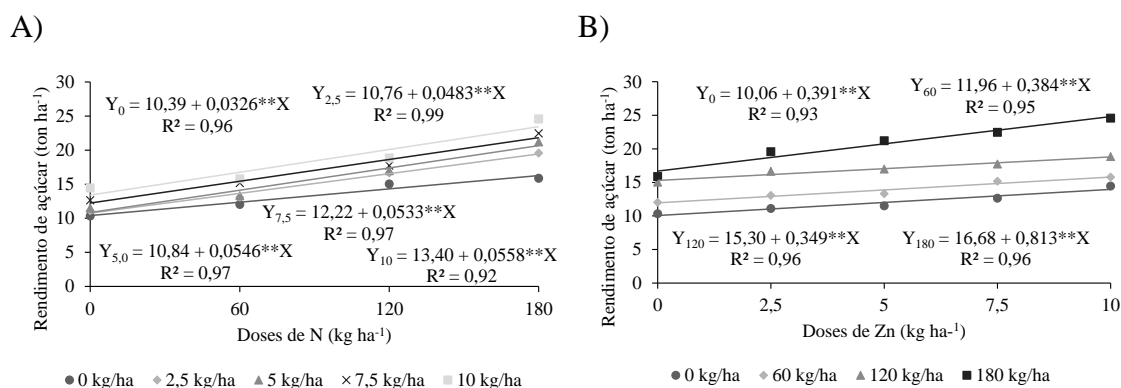 A)
Rendimento de açúcar (ton ha⁻¹)
30
25
20
15
10
5
0
Y₀ = 10,39 + 0,0326**X
R² = 0,96
Y₂,₅ = 10,76 + 0,0483**X
R² = 0,99
Y₇,₅ = 12,22 + 0,0533**X
R² = 0,97
Y₅,₀ = 10,84 + 0,0546**X
R² = 0,97
Y₁₀ = 13,40 + 0,0558**X
R² = 0,92
0 60 120 180
Doses de N (kg ha⁻¹)
0 kg/ha 2,5 kg/ha 5 kg/ha 7,5 kg/ha 10 kg/ha
B)
Rendimento de açúcar (ton ha⁻¹)
30
25
20
15
10
5
0
Y₀ = 10,06 + 0,391**X
R² = 0,93
Y₆₀ = 11,96 + 0,384**X
R² = 0,95
Y₁₂₀ = 15,30 + 0,349**X
R² = 0,96
Y₁₈₀ = 16,68 + 0,813**X
R² = 0,96
0 2,5 5 7,5 10
Doses de Zn (kg ha-¹)
0 kg/ha 60 kg/ha 120 kg/ha 180 kg/ha